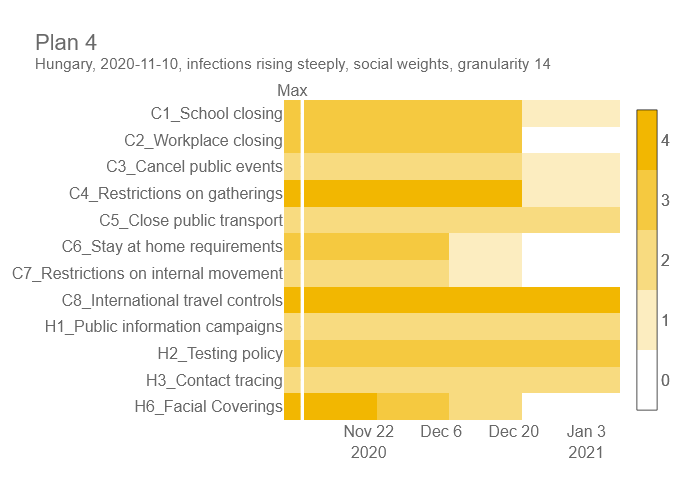 Plan 4
Hungary, 2020-11-10, infections rising steeply, social weights, granularity 14
Max
C1_School closing
C2_Workplace closing
C3_Cancel public events
C4_Restrictions on gatherings
C5_Close public transport
C6_Stay at home requirements
C7_Restrictions on internal movement
C8_International travel controls
H1_Public information campaigns
H2_Testing policy
H3_Contact tracing
H6_Facial Coverings
4
3
2
1
0
Nov 22 Dec 6 Dec 20 Jan 3
2020 2021